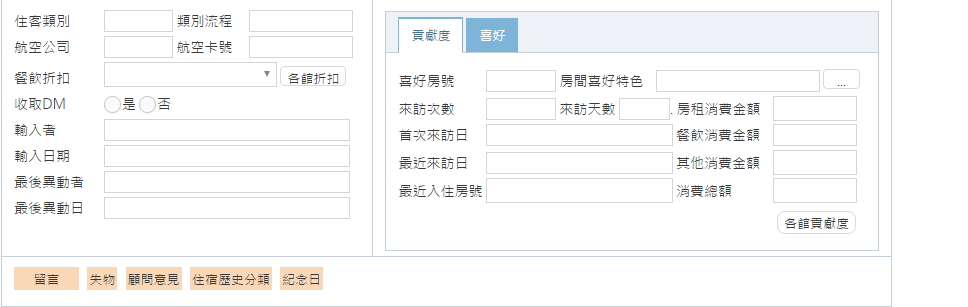 住客類別 類別流程
航空公司 航空卡號
餐飲折扣 各館折扣
收取DM 是 否
輸入者
輸入日期
最後異動者
最後異動日
貢獻度 喜好
喜好房號 房間喜好特色 ...
來訪次數 來訪天數 . 房租消費金額
首次來訪日 餐飲消費金額
最近來訪日 其他消費金額
最近入住房號 消費總額
各館貢獻度
留言 失物 顧問意見 住宿歷史分類 紀念日